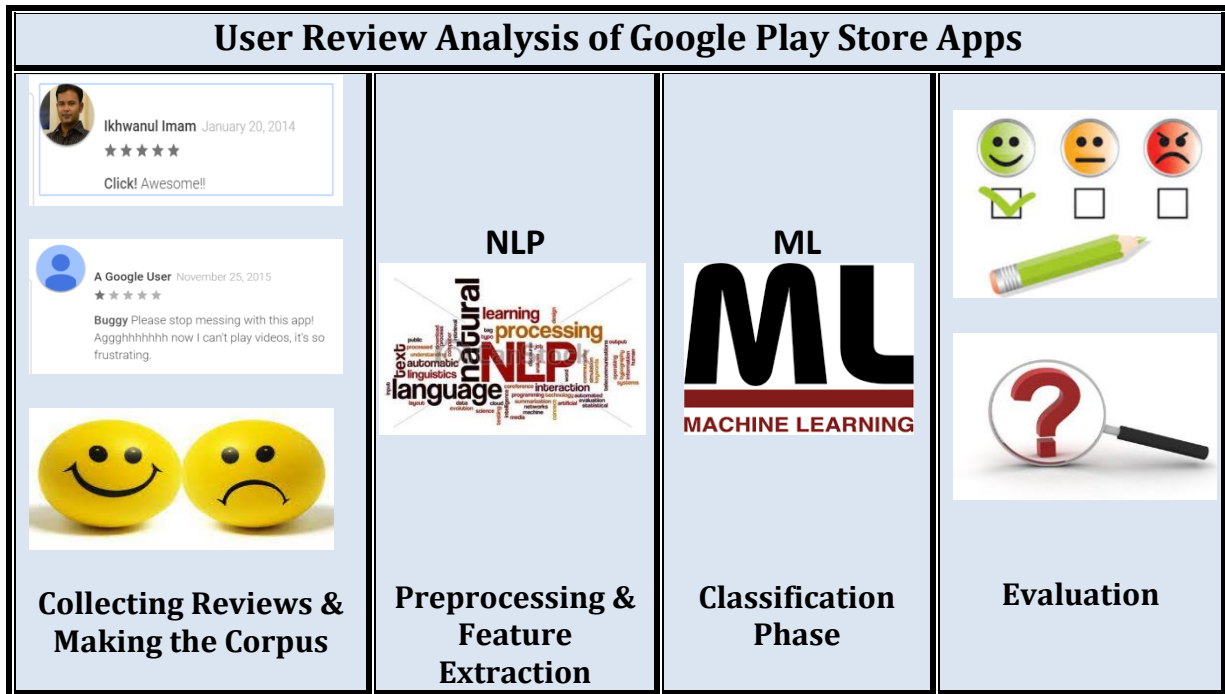 User Review Analysis of Google Play Store Apps
Ikhwanul Imam January 20, 2014
Click! Awesome!!
A Google User November 25, 2015
Buggy Please stop messing with this app!
Aggghhhhhhh now I can't play videos, it's so
frustrating.
Collecting Reviews &
Making the Corpus
NLP
learning
natural
processing
text
automatic
linguistics
NLP
language
interaction
Preprocessing &
Feature
Extraction
ML
ML
MACHINE LEARNING
Classification
Phase
?
Evaluation